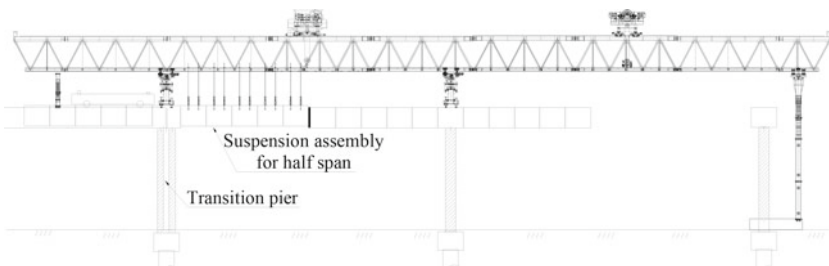 Suspension assembly
for half span
Transition pier